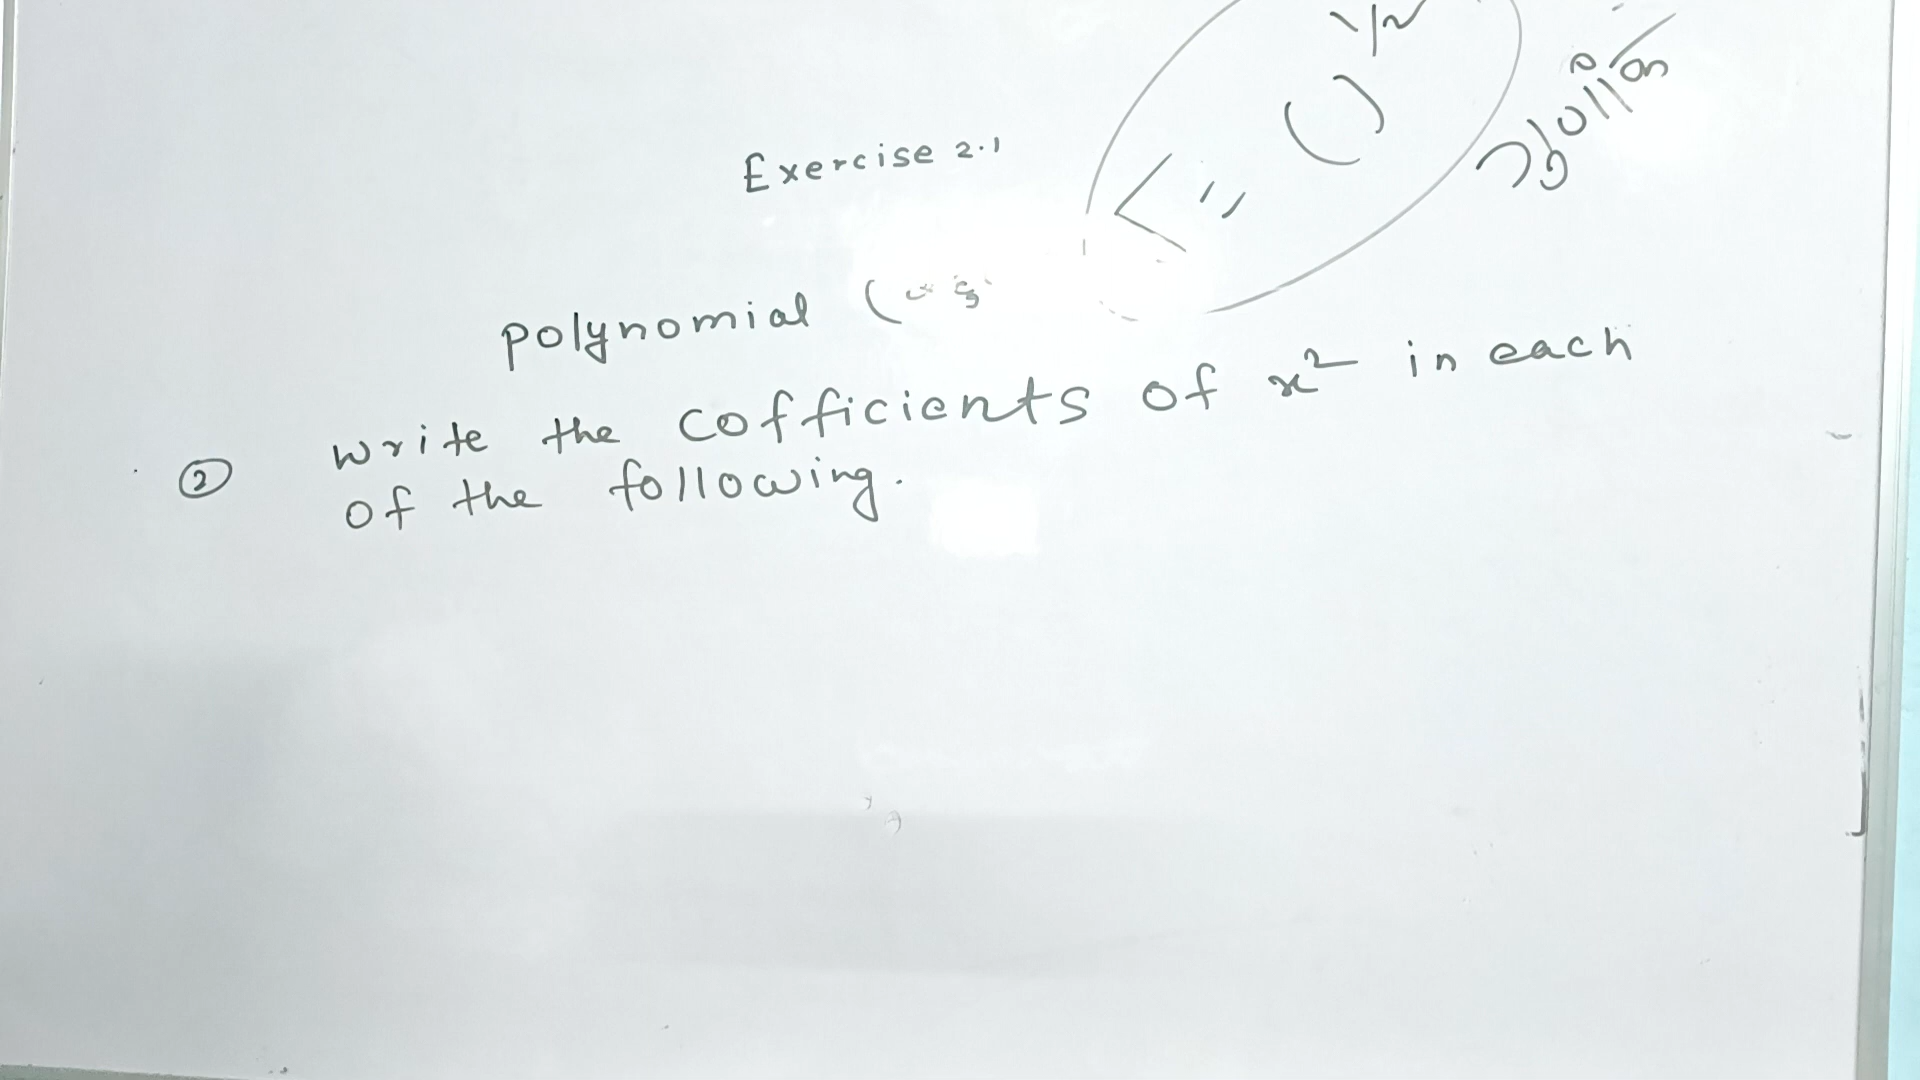 Exercise 2.1
polynomial (
② write the cofficients of x² in each
of the following.